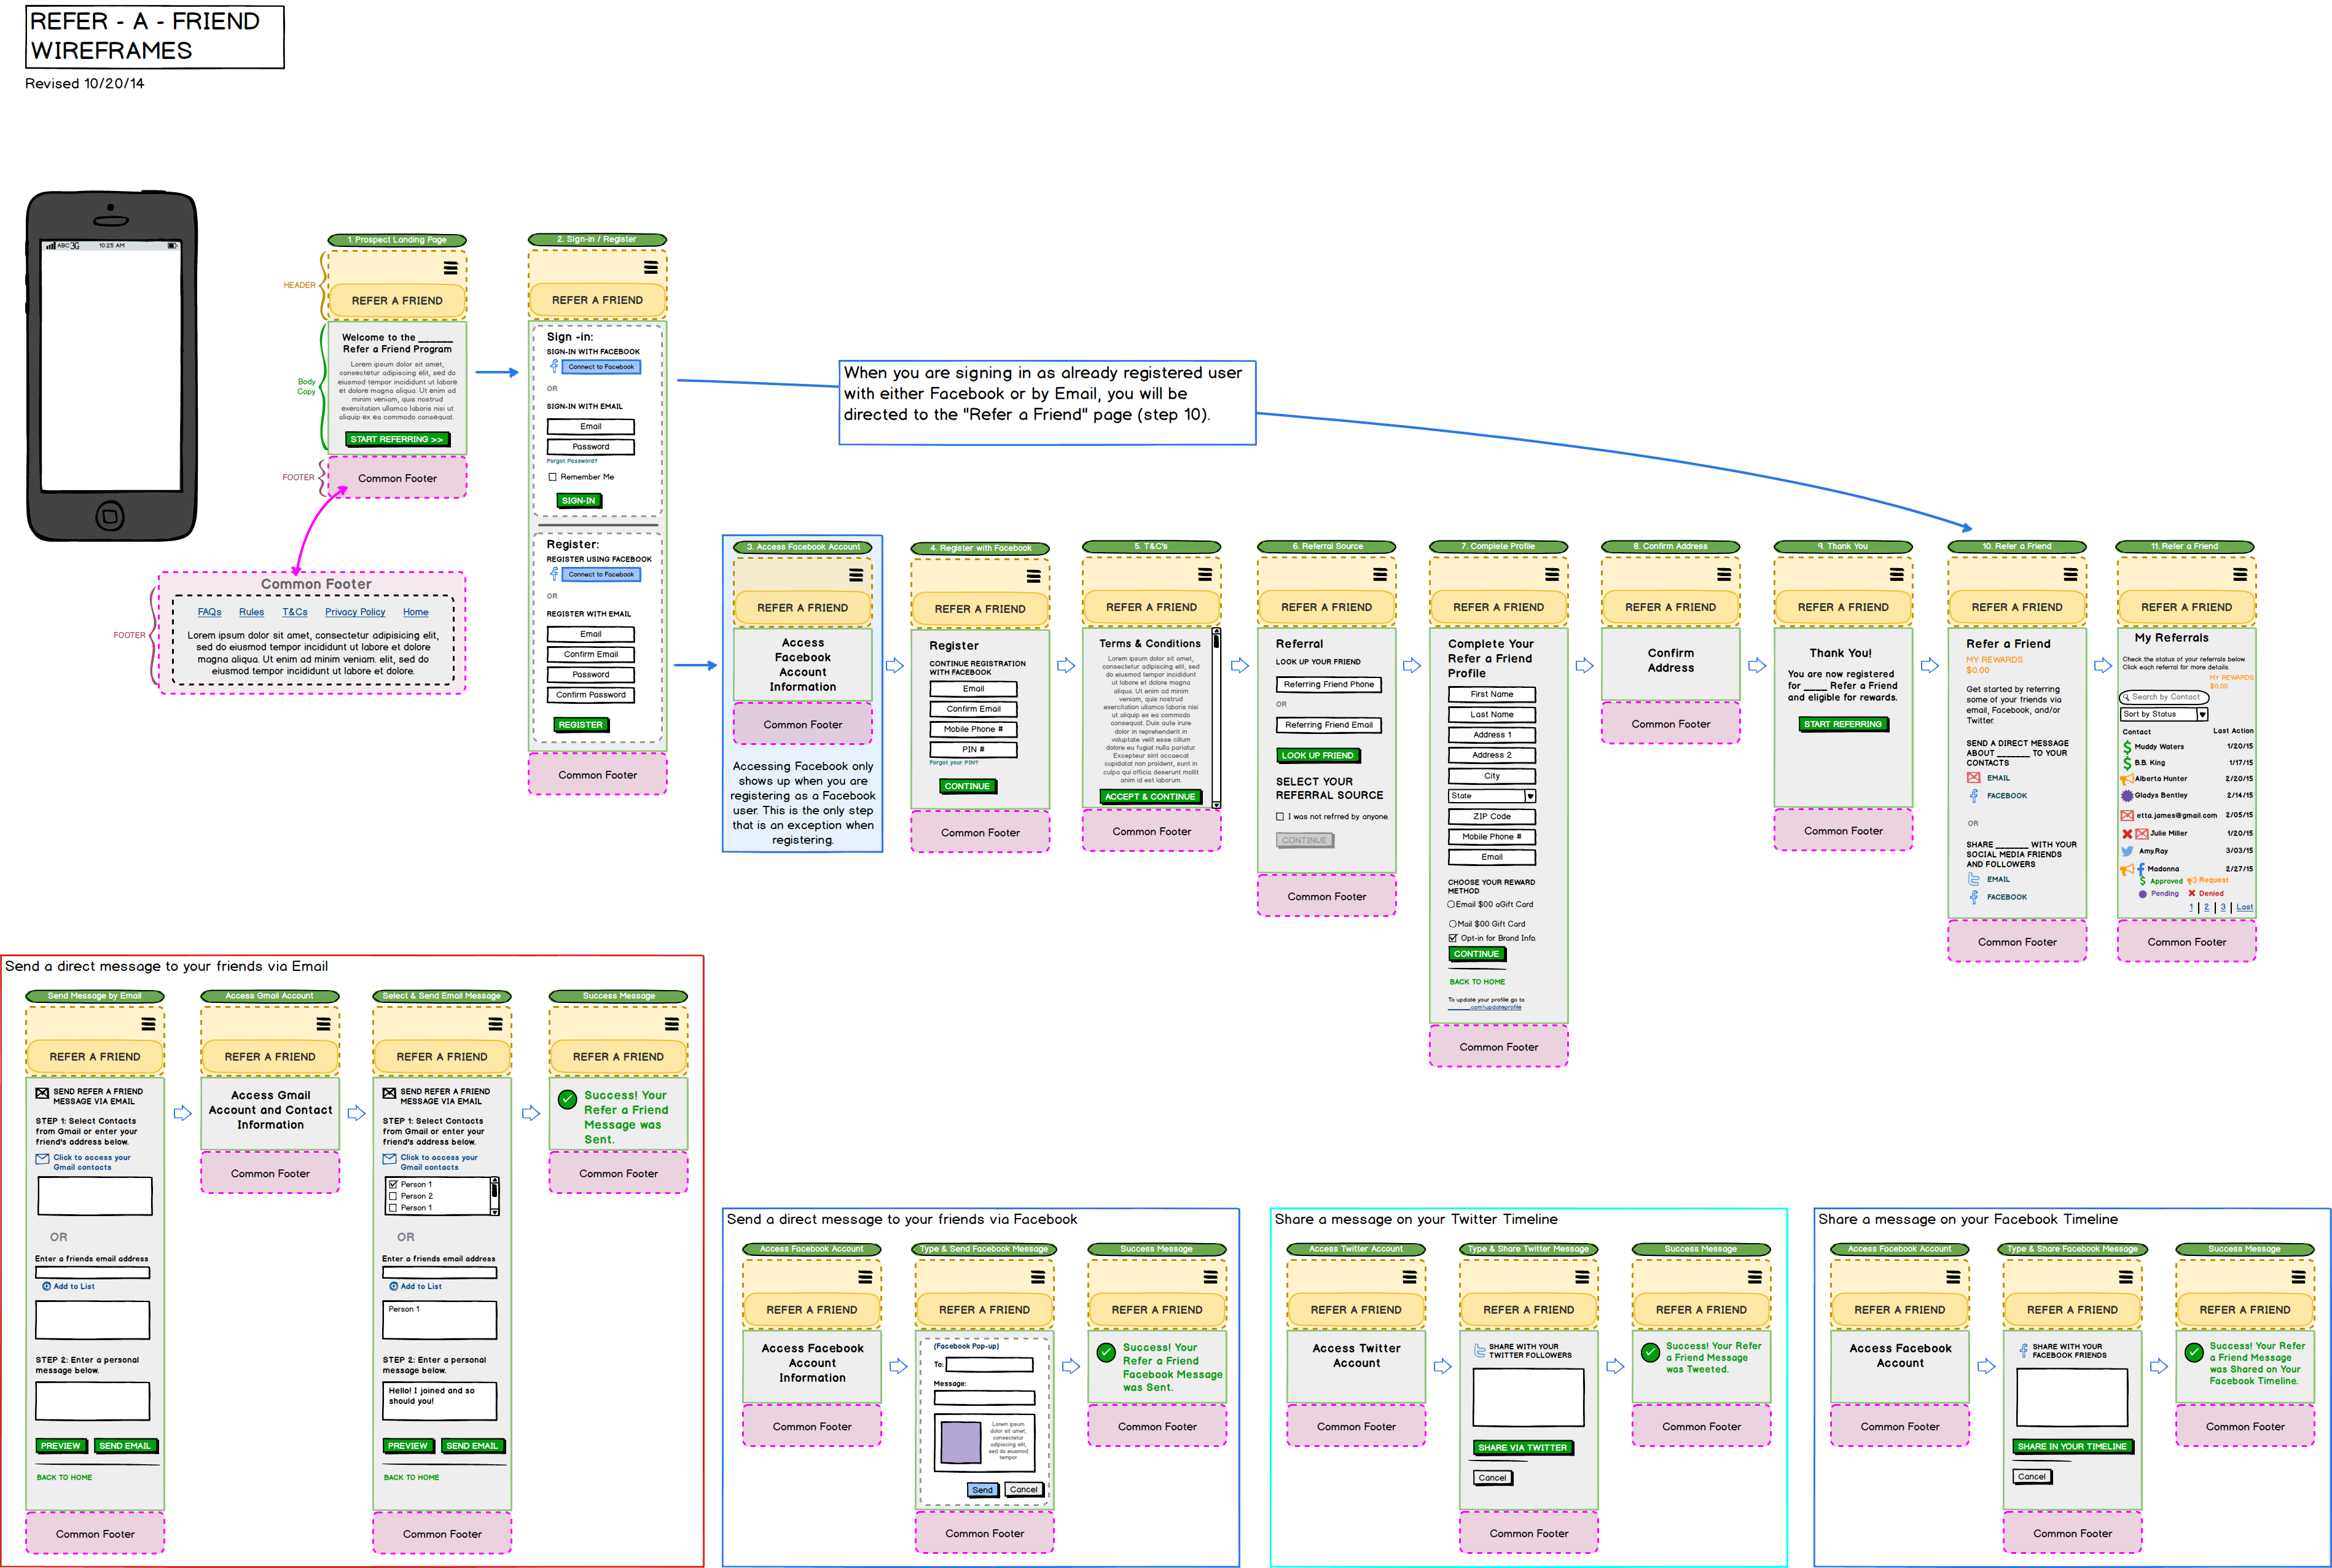 REFER - A - FRIEND
WIREFRAMES
Revised 10/20/14
ABC 3G
10:25 AM
1. Prospect Landing Page
HEADER
REFER A FRIEND
Body
Copy
Welcome to the ______
Refer a Friend Program
Lorem ipsum dolor sit amet,
consectetur adipiscing elit, sed do
eiusmod tempor incididunt ut labore
et dolore magna aliqua. Ut enim ad
minim veniam, quis nostrud
exercitation ullamco laboris nisi ut
aliquip ex ea commodo consequat.
START REFERRING >>
FOOTER
Common Footer
Common Footer
FOOTER
FAQs Rules T&Cs Privacy Policy Home
Lorem ipsum dolor sit amet, consectetur adipiscing elit,
sed do eiusmod tempor incididunt ut labore et dolore
magna aliqua. Ut enim ad minim veniam. elit, sed do
eiusmod tempor incididunt ut labore et dolore.
2. Sign-in / Register
REFER A FRIEND
Sign -in:
SIGN-IN WITH FACEBOOK
Connect to Facebook
OR
SIGN-IN WITH EMAIL
Email
Password
Forgot Password?
Remember Me
SIGN-IN
Register:
REGISTER USING FACEBOOK
Connect to Facebook
OR
REGISTER WITH EMAIL
Email
Confirm Email
Password
Confirm Password
REGISTER
Common Footer
When you are signing in as already registered user
with either Facebook or by Email, you will be
directed to the "Refer a Friend" page (step 10).
3. Access Facebook Account
REFER A FRIEND
Access
Facebook
Account
Information
Common Footer
Accessing Facebook only
shows up when you are
registering as a Facebook
user. This is the only step
that is an exception when
registering.
4. Register with Facebook
REFER A FRIEND
Register
CONTINUE REGISTRATION
WITH FACEBOOK
Email
Confirm Email
Mobile Phone #
PIN #
Forgot your PIN?
CONTINUE
Common Footer
5. T&C's
REFER A FRIEND
Terms & Conditions
Lorem ipsum dolor sit amet,
consectetur adipiscing elit, sed
do eiusmod tempor incididunt
ut labore et dolore magna
aliqua. Ut enim ad minim
veniam, quis nostrud
exercitation ullamco laboris nisi
ut aliquip ex ea commodo
consequat. Duis aute irure
dolor in reprehenderit in
voluptate velit esse cillum
dolore eu fugiat nulla pariatur.
Excepteur sint occaecat
cupidatat non proident, sunt in
culpa qui officia deserunt mollit
anim id est laborum.
ACCEPT & CONTINUE
Common Footer
6. Referral Source
REFER A FRIEND
Referral
LOOK UP YOUR FRIEND
Referring Friend Phone
OR
Referring Friend Email
LOOK UP FRIEND
SELECT YOUR
REFERRAL SOURCE
I was not refrred by anyone.
CONTINUE
Common Footer
7. Complete Profile
REFER A FRIEND
Complete Your
Refer a Friend
Profile
First Name
Last Name
Address 1
Address 2
City
State
ZIP Code
Mobile Phone #
Email
CHOOSE YOUR REWARD
METHOD
Email $00 aGift Card
Mail $00 Gift Card
Opt-in for Brand Info.
CONTINUE
BACK TO HOME
To update your profile go to
______.com/updateprofile
Common Footer
8. Confirm Address
REFER A FRIEND
Confirm
Address
Common Footer
9. Thank You
REFER A FRIEND
Thank You!
You are now registered
for ____ Refer a Friend
and eligible for rewards.
START REFERRING
Common Footer
10. Refer a Friend
REFER A FRIEND
Refer a Friend
MY REWARDS
$0.00
Get started by referring
some of your friends via
email, Facebook, and/or
Twitter.
SEND A DIRECT MESSAGE
ABOUT ______ TO YOUR
CONTACTS
EMAIL
FACEBOOK
OR
SHARE ______ WITH YOUR
SOCIAL MEDIA FRIENDS
AND FOLLOWERS
EMAIL
FACEBOOK
Common Footer
11. Refer a Friend
REFER A FRIEND
My Referrals
Check the status of your referrals below.
Click each referral for more details.
MY REWARDS
$0.00
Search by Contact
Sort by Status
Contact Last Action
Muddy Waters 1/20/15
B.B. King 1/17/15
Alberta Hunter 2/20/15
Gladys Bentley 2/14/15
etta.james@gmail.com 2/05/15
Julie Miller 1/20/15
Amy.Ray 3/03/15
Madonna 2/27/15
Approved Request
Pending Denied
1 | 2 | 3 | Last
Common Footer
Send a direct message to your friends via Email
Send Message by Email
REFER A FRIEND
SEND REFER A FRIEND
MESSAGE VIA EMAIL
STEP 1: Select Contacts
from Gmail or enter your
friend's address below.
Click to access your
Gmail contacts
OR
Enter a friends email address
Add to List
STEP 2: Enter a personal
message below.
PREVIEW SEND EMAIL
BACK TO HOME
Common Footer
Access Gmail Account
REFER A FRIEND
Access Gmail
Account and Contact
Information
Common Footer
Select & Send Email Message
REFER A FRIEND
SEND REFER A FRIEND
MESSAGE VIA EMAIL
STEP 1: Select Contacts
from Gmail or enter your
friend's address below.
Click to access your
Gmail contacts
Person 1
Person 2
Person 1
OR
Enter a friends email address
Add to List
Person 1
STEP 2: Enter a personal
message below.
Hello! I joined and so
should you!
PREVIEW SEND EMAIL
BACK TO HOME
Common Footer
Success Message
REFER A FRIEND
Success! Your
Refer a Friend
Message was
Sent.
Common Footer
Send a direct message to your friends via Facebook
Access Facebook Account
REFER A FRIEND
Access Facebook
Account
Information
Common Footer
Type & Send Facebook Message
REFER A FRIEND
(Facebook Pop-up)
To:
Message:
Lorem ipsum
dolor sit amet,
consectetur
adipiscing elit,
sed do eiusmod
tempor
Send Cancel
Common Footer
Success Message
REFER A FRIEND
Success! Your
Refer a Friend
Facebook Message
was Sent.
Common Footer
Share a message on your Twitter Timeline
Access Twitter Account
REFER A FRIEND
Access Twitter
Account
Common Footer
Type & Share Twitter Message
REFER A FRIEND
SHARE WITH YOUR
TWITTER FOLLOWERS
SHARE VIA TWITTER
Cancel
Common Footer
Success Message
REFER A FRIEND
Success! Your Refer
a Friend Message
was Tweeted.
Common Footer
Share a message on your Facebook Timeline
Access Facebook Account
REFER A FRIEND
Access Facebook
Account
Common Footer
Type & Share Facebook Message
REFER A FRIEND
SHARE WITH YOUR
FACEBOOK FRIENDS
SHARE IN YOUR TIMELINE
Cancel
Common Footer
Success Message
REFER A FRIEND
Success! Your Refer
a Friend Message
was Shared on Your
Facebook Timeline.
Common Footer